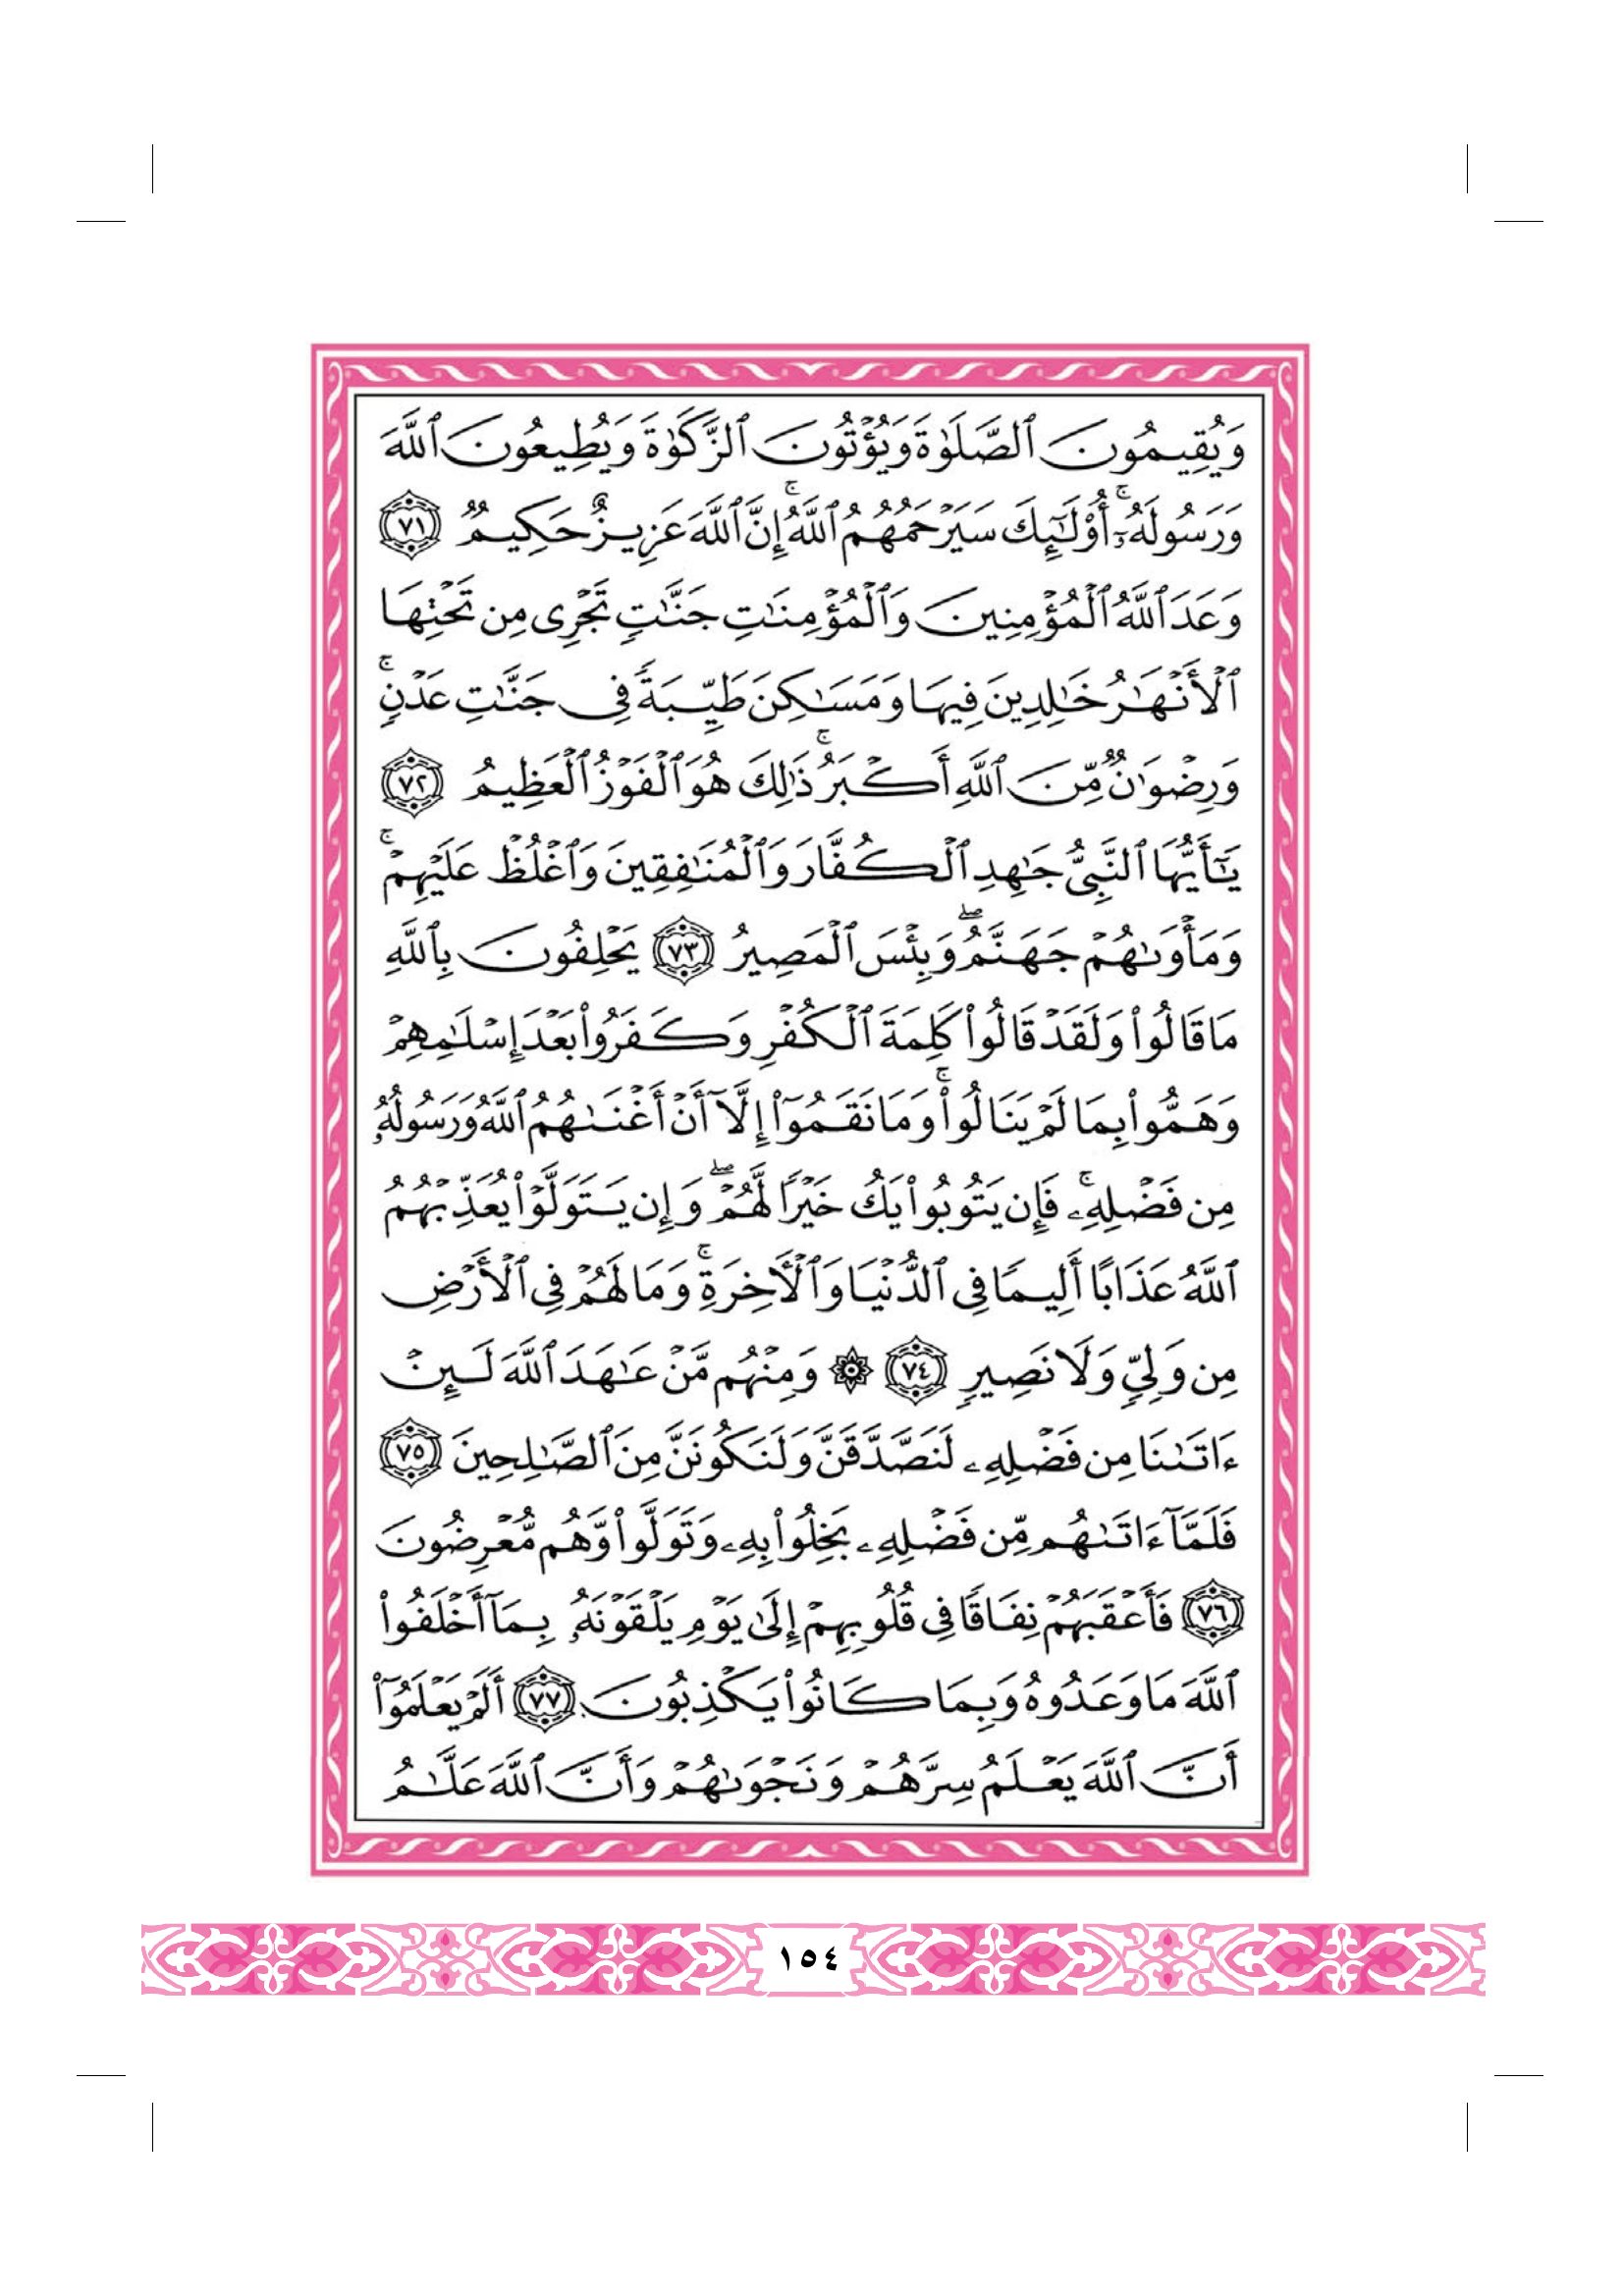 وَيُقِيمُونَ ٱلصَّلَوٰةَ وَيُؤْتُونَ ٱلزَّكَوٰةَ وَيُطِيعُونَ ٱللَّهَ
وَرَسُولَهُۥٓ ۚ أُو۟لَـٰٓئِكَ سَيَرْحَمُهُمُ ٱللَّهُ ۗ إِنَّ ٱللَّهَ عَزِيزٌ حَكِيمٌ ٧١
وَعَدَ ٱللَّهُ ٱلْمُؤْمِنِينَ وَٱلْمُؤْمِنَـٰتِ جَنَّـٰتٍ تَجْرِى مِن تَحْتِهَا
ٱلْأَنْهَـٰرُ خَـٰلِدِينَ فِيهَا وَمَسَـٰكِنَ طَيِّبَةً فِى جَنَّـٰتِ عَدْنٍ ۚ
وَرِضْوَٰنٌ مِّنَ ٱللَّهِ أَكْبَرُ ۚ ذَٰلِكَ هُوَ ٱلْفَوْزُ ٱلْعَظِيمُ ٧٢
يَـٰٓأَيُّهَا ٱلنَّبِىُّ جَـٰهِدِ ٱلْكُفَّارَ وَٱلْمُنَـٰفِقِينَ وَٱغْلُظْ عَلَيْهِمْ ۚ
وَمَأْوَىٰهُمْ جَهَنَّمُ ۖ وَبِئْسَ ٱلْمَصِيرُ ٧٣ يَحْلِفُونَ بِٱللَّهِ
مَا قَالُوا۟ وَلَقَدْ قَالُوا۟ كَلِمَةَ ٱلْكُفْرِ وَكَفَرُوا۟ بَعْدَ إِسْلَـٰمِهِمْ
وَهَمُّوا۟ بِمَا لَمْ يَنَالُوا۟ ۚ وَمَا نَقَمُوٓا۟ إِلَّآ أَنْ أَغْنَىٰهُمُ ٱللَّهُ وَرَسُولُهُۥ
مِن فَضْلِهِۦ ۚ فَإِن يَتُوبُوا۟ يَكُ خَيْرًا لَّهُمْ ۖ وَإِن يَتَوَلَّوْا۟ يُعَذِّبْهُمُ
ٱللَّهُ عَذَابًا أَلِيمًا فِى ٱلدُّنْيَا وَٱلْـَٔاخِرَةِ ۚ وَمَا لَهُمْ فِى ٱلْأَرْضِ
مِن وَلِىٍّ وَلَا نَصِيرٍ ٧٤ ۞ وَمِنْهُم مَّنْ عَـٰهَدَ ٱللَّهَ لَئِنْ
ءَاتَىٰنَا مِن فَضْلِهِۦ لَنَصَّدَّقَنَّ وَلَنَكُونَنَّ مِنَ ٱلصَّـٰلِحِينَ ٧٥
فَلَمَّآ ءَاتَىٰهُم مِّن فَضْلِهِۦ بَخِلُوا۟ بِهِۦ وَتَوَلَّوا۟ وَّهُم مُّعْرِضُونَ
٧٦ فَأَعْقَبَهُمْ نِفَاقًا فِى قُلُوبِهِمْ إِلَىٰ يَوْمِ يَلْقَوْنَهُۥ بِمَآ أَخْلَفُوا۟
ٱللَّهَ مَا وَعَدُوهُ وَبِمَا كَانُوا۟ يَكْذِبُونَ ٧٧ أَلَمْ يَعْلَمُوٓا۟
أَنَّ ٱللَّهَ يَعْلَمُ سِرَّهُمْ وَنَجْوَىٰهُمْ وَأَنَّ ٱللَّهَ عَلَّـٰمُ
١٥٤